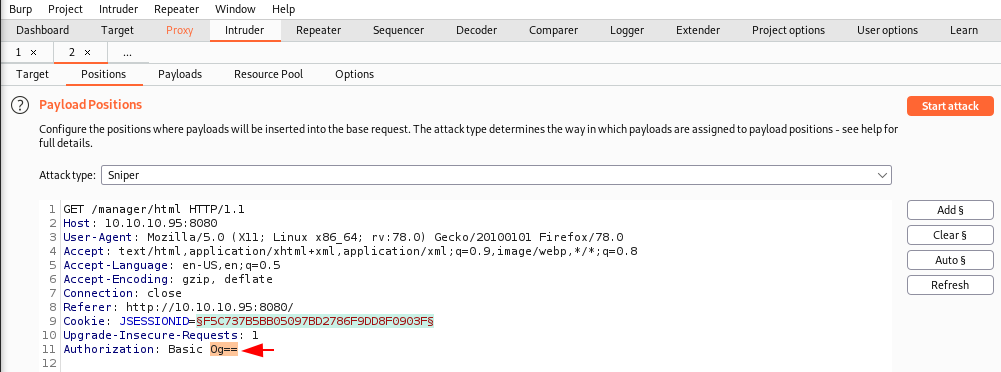 Burp Project Intruder Repeater Window Help
Dashboard Target Proxy Intruder Repeater Sequencer Decoder Comparer Logger Extender Project options User options Learn
1 × 2 × ...
Target Positions Payloads Resource Pool Options
? Payload Positions Start attack
Configure the positions where payloads will be inserted into the base request. The attack type determines the way in which payloads are assigned to payload positions - see help for
full details.
Attack type: Sniper
1 GET /manager/html HTTP/1.1 Add §
2 Host: 10.10.10.95:8080
3 User-Agent: Mozilla/5.0 (X11; Linux x86_64; rv:78.0) Gecko/20100101 Firefox/78.0 Clear §
4 Accept: text/html,application/xhtml+xml,application/xml;q=0.9,image/webp,*/*;q=0.8
5 Accept-Language: en-US,en;q=0.5 Auto §
6 Accept-Encoding: gzip, deflate
7 Connection: close Refresh
8 Referer: http://10.10.10.95:8080/
9 Cookie: JSESSIONID=§F5C737B5BB05097BD2786F9DD8F0903F§
10 Upgrade-Insecure-Requests: 1
11 Authorization: Basic Og==
12